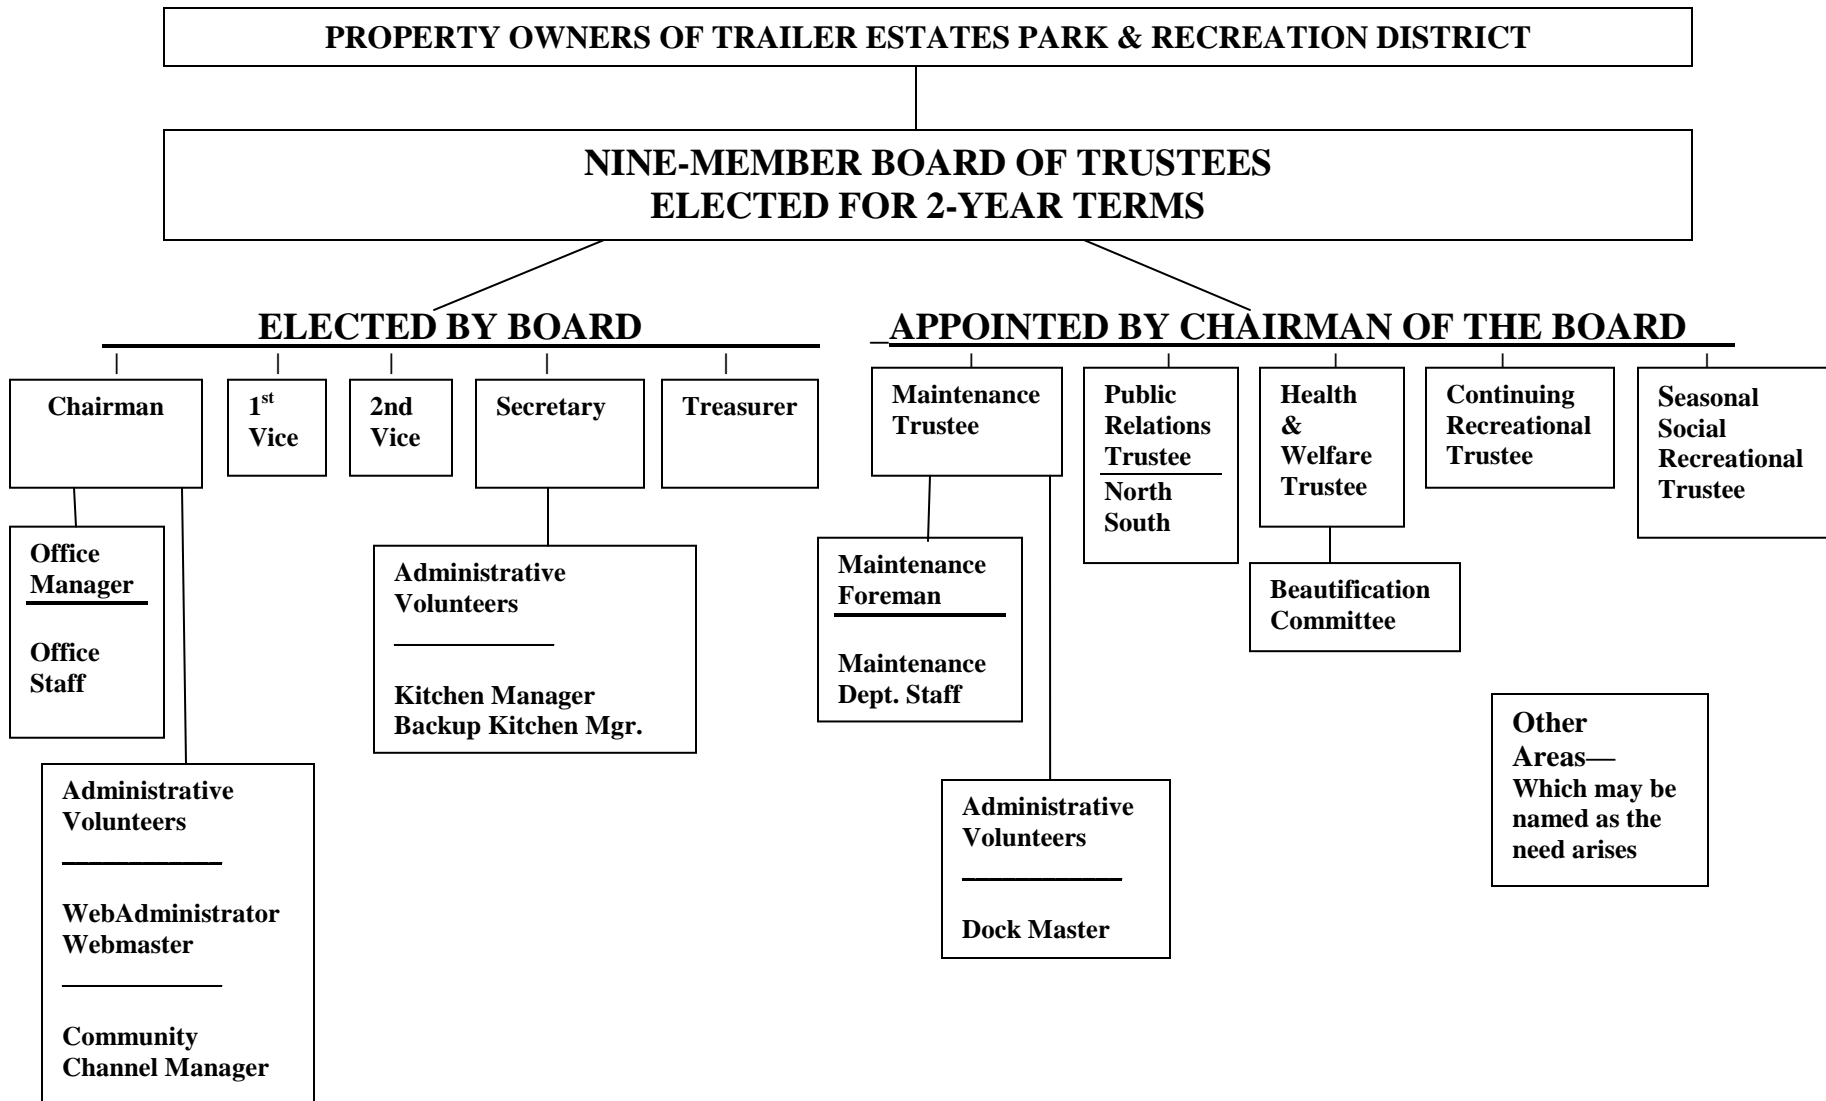 PROPERTY OWNERS OF TRAILER ESTATES PARK & RECREATION DISTRICT
NINE-MEMBER BOARD OF TRUSTEES
ELECTED FOR 2-YEAR TERMS
ELECTED BY BOARD
APPOINTED BY CHAIRMAN OF THE BOARD
Chairman
1st
Vice
2nd
Vice
Secretary
Treasurer
Maintenance
Trustee
Public
Relations
Trustee
North
South
Health
&
Welfare
Trustee
Continuing
Recreational
Trustee
Seasonal
Social
Recreational
Trustee
Office
Manager
Office
Staff
Administrative
Volunteers
Kitchen Manager
Backup Kitchen Mgr.
Maintenance
Foreman
Maintenance
Dept. Staff
Beautification
Committee
Administrative
Volunteers
WebAdministrator
Webmaster
Community
Channel Manager
Administrative
Volunteers
Dock Master
Other
Areas—
Which may be
named as the
need arises